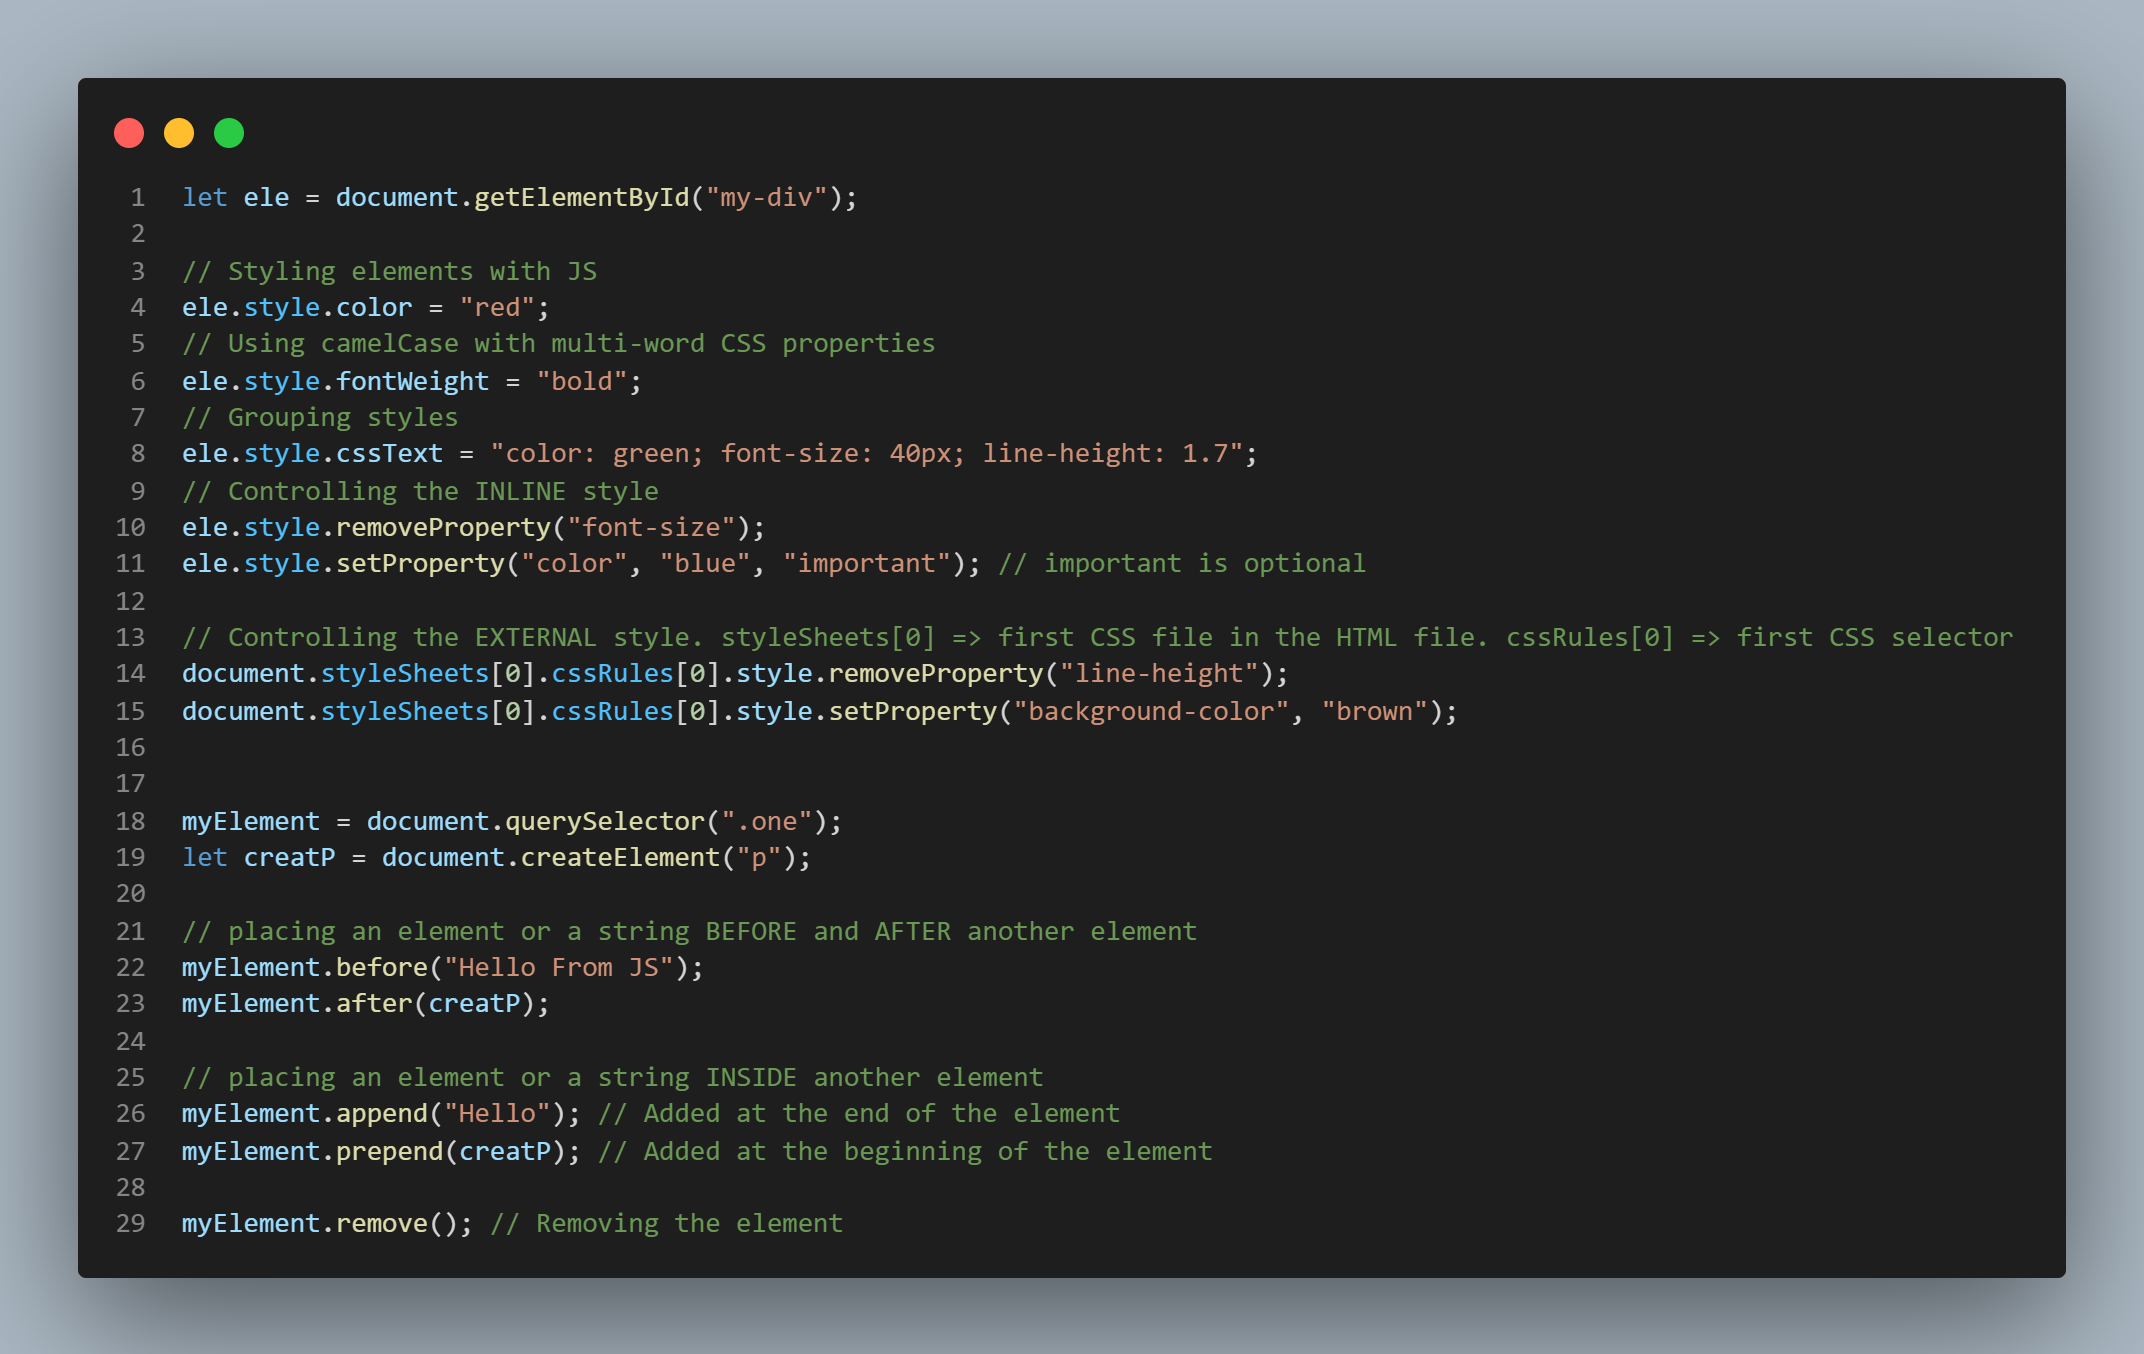 1 let ele = document.getElementById("my-div");
2
3 // Styling elements with JS
4 ele.style.color = "red";
5 // Using camelCase with multi-word CSS properties
6 ele.style.fontWeight = "bold";
7 // Grouping styles
8 ele.style.cssText = "color: green; font-size: 40px; line-height: 1.7";
9 // Controlling the INLINE style
10 ele.style.removeProperty("font-size");
11 ele.style.setProperty("color", "blue", "important"); // important is optional
12
13 // Controlling the EXTERNAL style. styleSheets[0] => first CSS file in the HTML file. cssRules[0] => first CSS selector
14 document.styleSheets[0].cssRules[0].style.removeProperty("line-height");
15 document.styleSheets[0].cssRules[0].style.setProperty("background-color", "brown");
16
17
18 myElement = document.querySelector(".one");
19 let creatP = document.createElement("p");
20
21 // placing an element or a string BEFORE and AFTER another element
22 myElement.before("Hello From JS");
23 myElement.after(creatP);
24
25 // placing an element or a string INSIDE another element
26 myElement.append("Hello"); // Added at the end of the element
27 myElement.prepend(creatP); // Added at the beginning of the element
28
29 myElement.remove(); // Removing the element